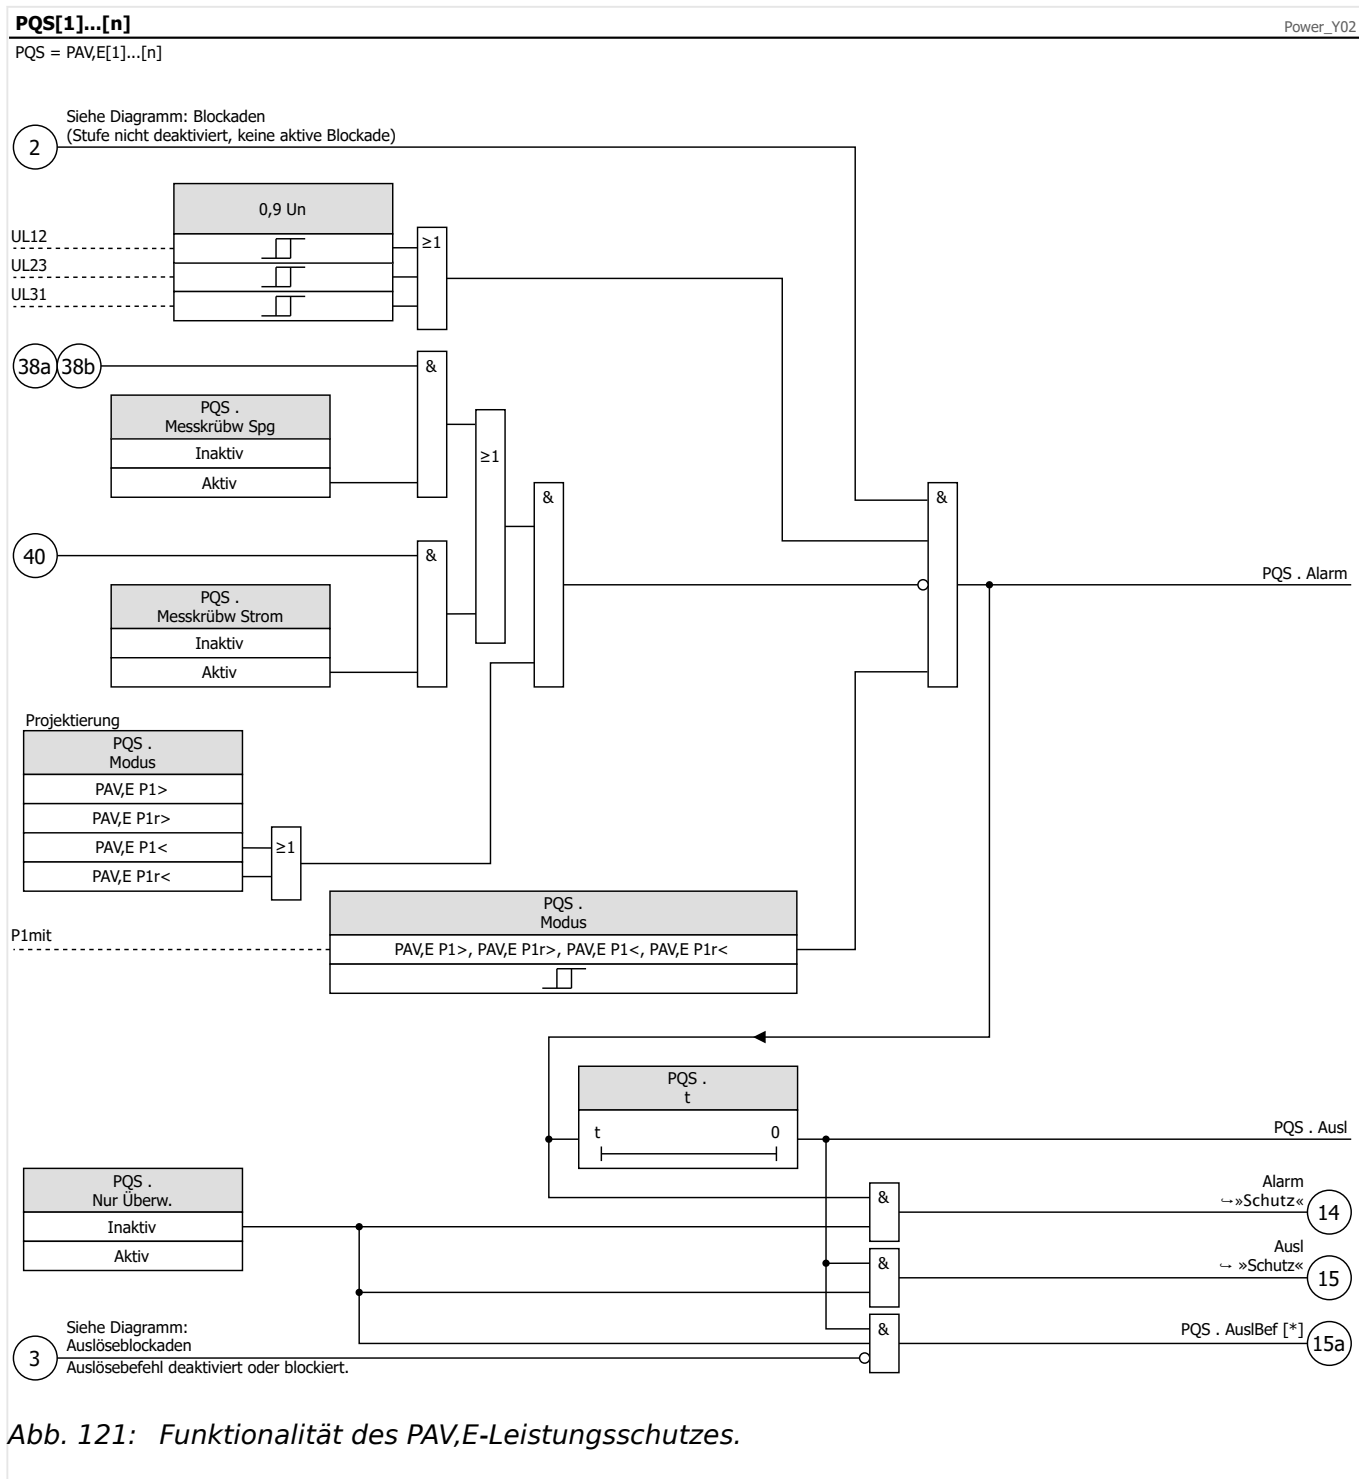 PQS[1]...[n]
Power_Y02
PQS = PAV,E[1]...[n]
Siehe Diagramm: Blockaden
(Stufe nicht deaktiviert, keine aktive Blockade)
2
0,9 Un
UL12
UL23
UL31
≥1
38a
38b
&
PQS .
Messkrübw Spg
Inaktiv
Aktiv
≥1
&
&
40
&
PQS .
Messkrübw Strom
Inaktiv
Aktiv
PQS . Alarm
Projektierung
PQS .
Modus
PAV,E P1>
PAV,E P1r>
PAV,E P1<
PAV,E P1r<
≥1
PQS .
Modus
P1mit
PAV,E P1>, PAV,E P1r>, PAV,E P1<, PAV,E P1r<
PQS .
t
t 0
PQS . Ausl
PQS .
Nur Überw.
Inaktiv
Aktiv
&
Alarm
↪»Schutz«
14
&
Ausl
↪ »Schutz«
15
Siehe Diagramm:
Auslöseblockaden
Auslösebefehl deaktiviert oder blockiert.
3
&
PQS . AuslBef [*]
15a
Abb. 121: Funktionalität des PAV,E-Leistungsschutzes.